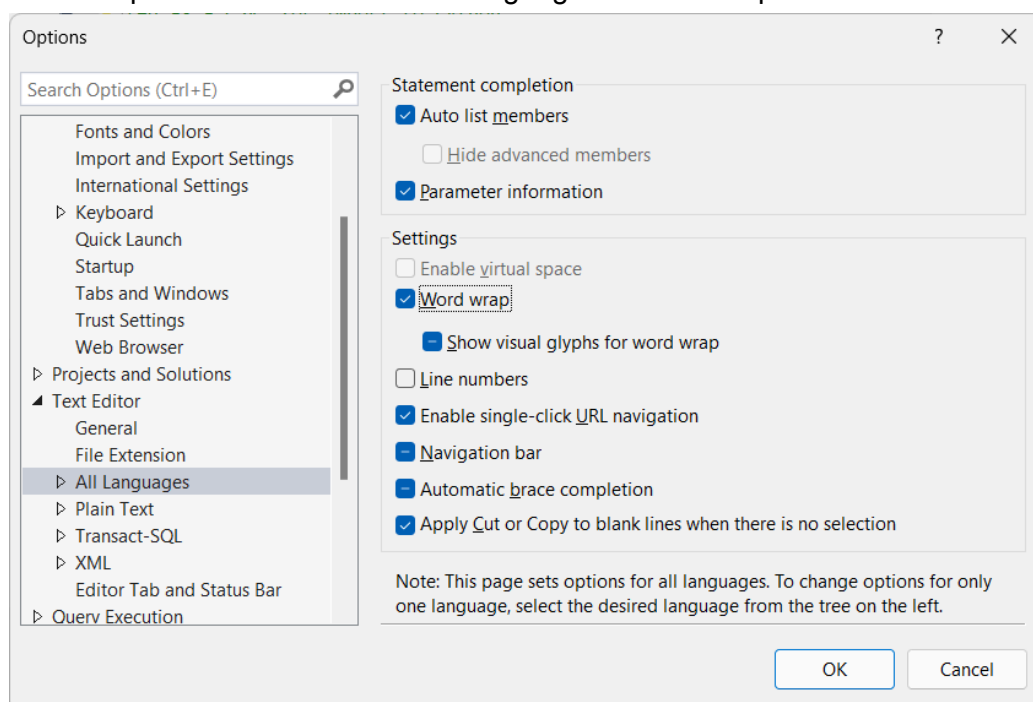 Options
?
Search Options (Ctrl+E)
Fonts and Colors
Import and Export Settings
International Settings
Keyboard
Quick Launch
Startup
Tabs and Windows
Trust Settings
Web Browser
Projects and Solutions
Text Editor
General
File Extension
All Languages
Plain Text
Transact-SQL
XML
Editor Tab and Status Bar
Query Execution
Statement completion
Auto list members
Hide advanced members
Parameter information
Settings
Enable virtual space
Word wrap
Show visual glyphs for word wrap
Line numbers
Enable single-click URL navigation
Navigation bar
Automatic brace completion
Apply Cut or Copy to blank lines when there is no selection
Note: This page sets options for all languages. To change options for only
one language, select the desired language from the tree on the left.
OK
Cancel